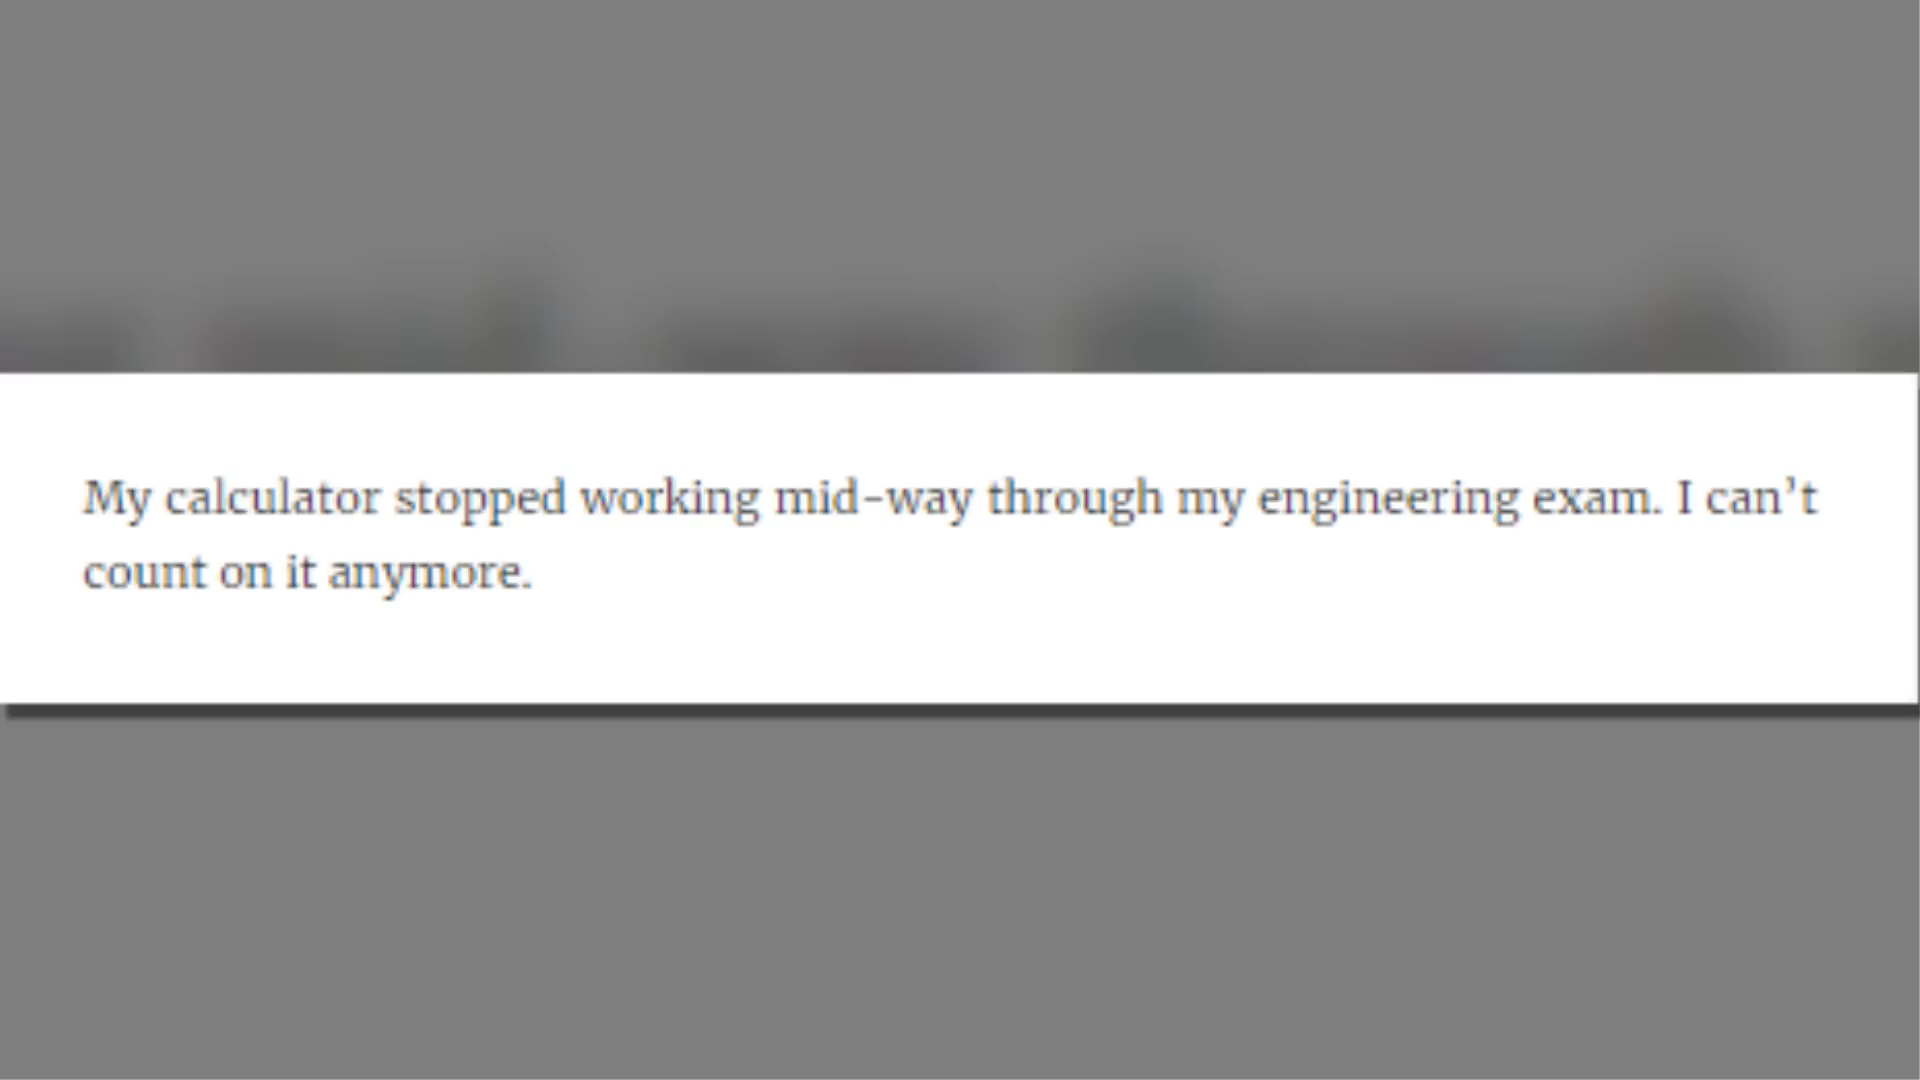 My calculator stopped working mid-way through my engineering exam. I can't
count on it anymore.